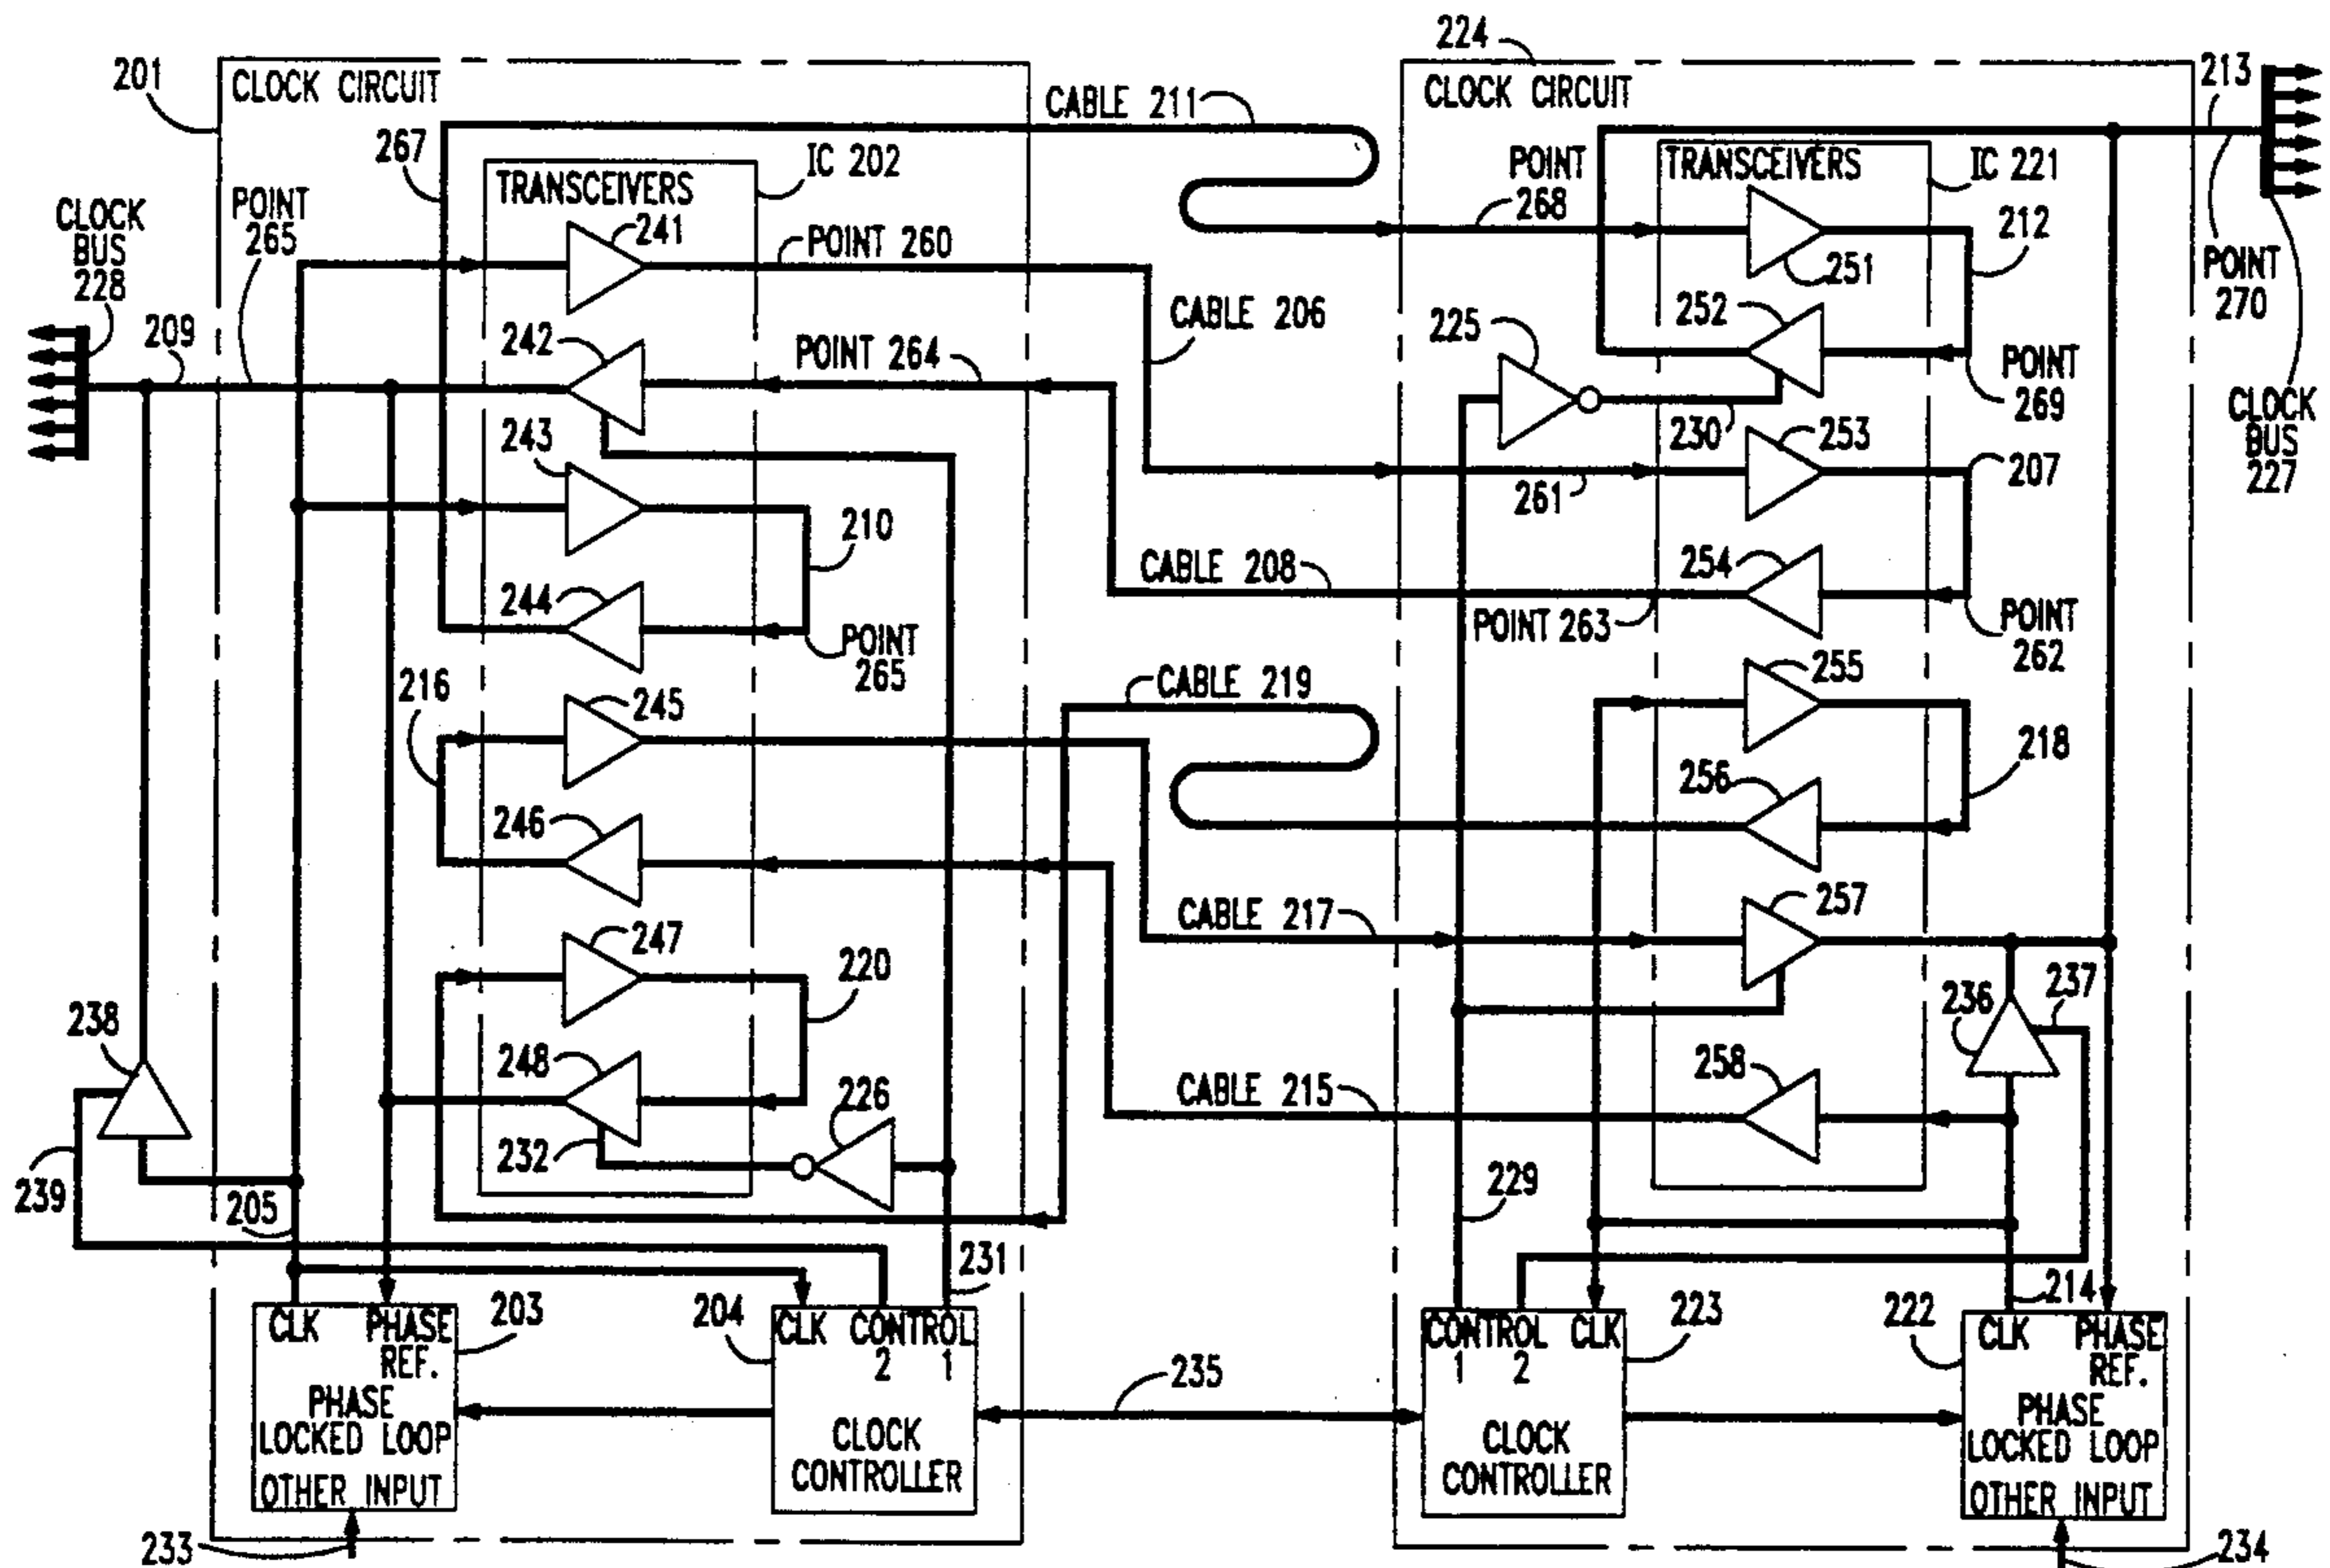 224
201
CLOCK CIRCUIT
CABLE 211
CLOCK CIRCUIT
213
267
IC 202
TRANSCEIVERS
POINT
268
TRANSCEIVERS
IC 221
CLOCK
BUS
228
POINT
265
241
POINT 260
212
251
POINT
270
209
242
POINT 264
CABLE 206
225
252
POINT
269
CLOCK
BUS
227
243
230
253
207
261
210
CABLE 208
254
244
POINT 263
POINT
262
POINT
265
216
245
CABLE 219
255
218
246
256
CABLE 217
257
247
220
236
237
238
248
226
CABLE 215
258
232
239
205
229
231
214
CLK PHASE
REF.
203
PHASE
LOCKED LOOP
OTHER INPUT
204
CLK CONTROL
2 1
CLOCK
CONTROLLER
235
CONTROL CLK
1 2
223
CLOCK
CONTROLLER
222
CLK PHASE
REF.
PHASE
LOCKED LOOP
OTHER INPUT
233
234